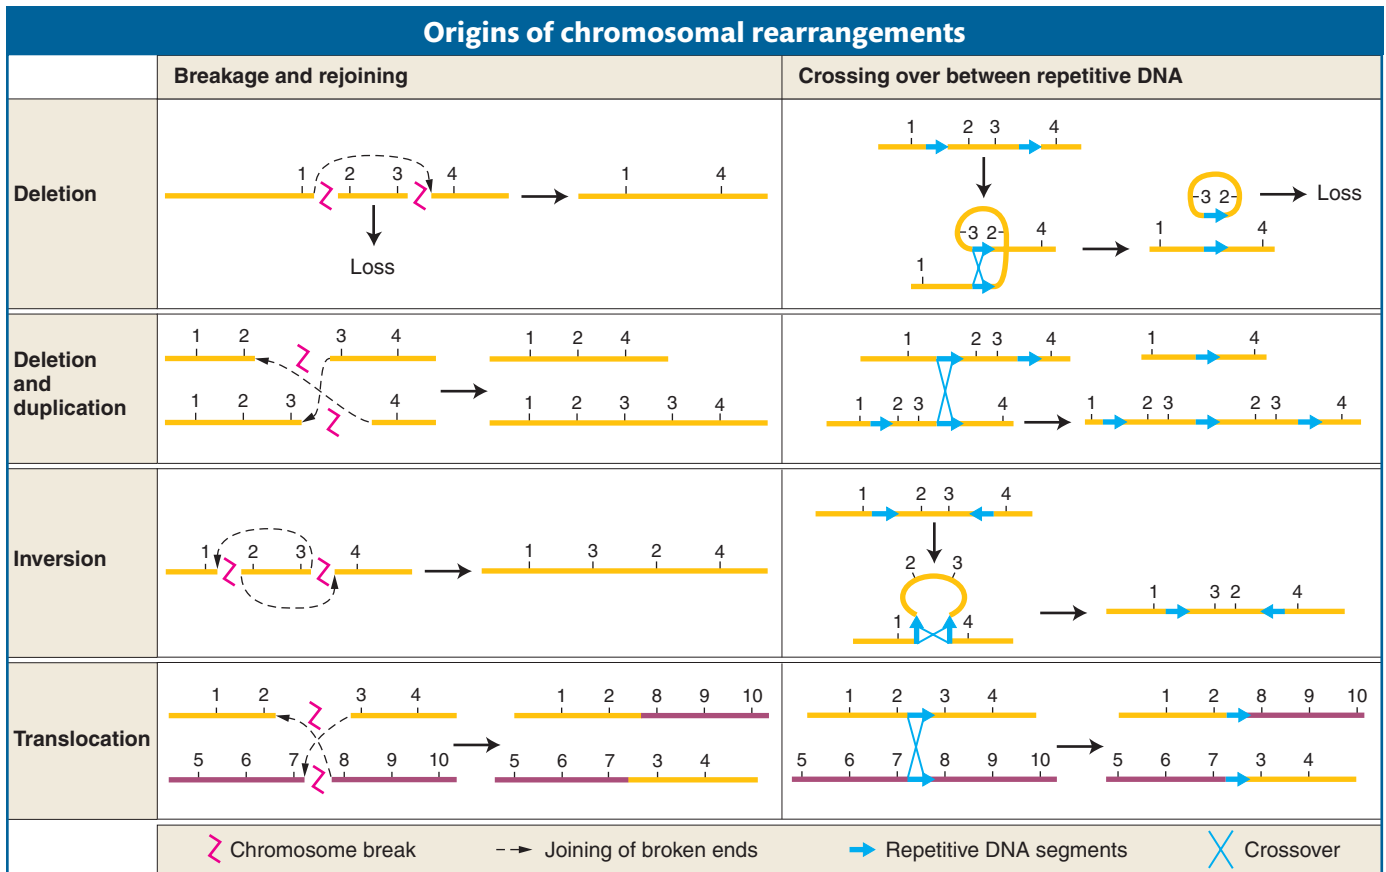 Origins of chromosomal rearrangements
Breakage and rejoining
Crossing over between repetitive DNA
Deletion
1 2 3 4
Loss
1 4
1 2 3 4
3 2 4
1
3 2
Loss
1 4
Deletion
and
duplication
1 2 3 4
1 2 3 4
1 2 4
1 2 3 3 4
1 2 3 4
1 2 3 4
1 4
1 2 3 2 3 4
Inversion
1 2 3 4
1 3 2 4
1 2 3 4
2 3
1 4
1 3 2 4
Translocation
1 2 3 4
5 6 7 8 9 10
1 2 8 9 10
5 6 7 3 4
1 2 3 4
5 6 7 8 9 10
1 2 8 9 10
5 6 7 3 4
Chromosome break
Joining of broken ends
Repetitive DNA segments
Crossover